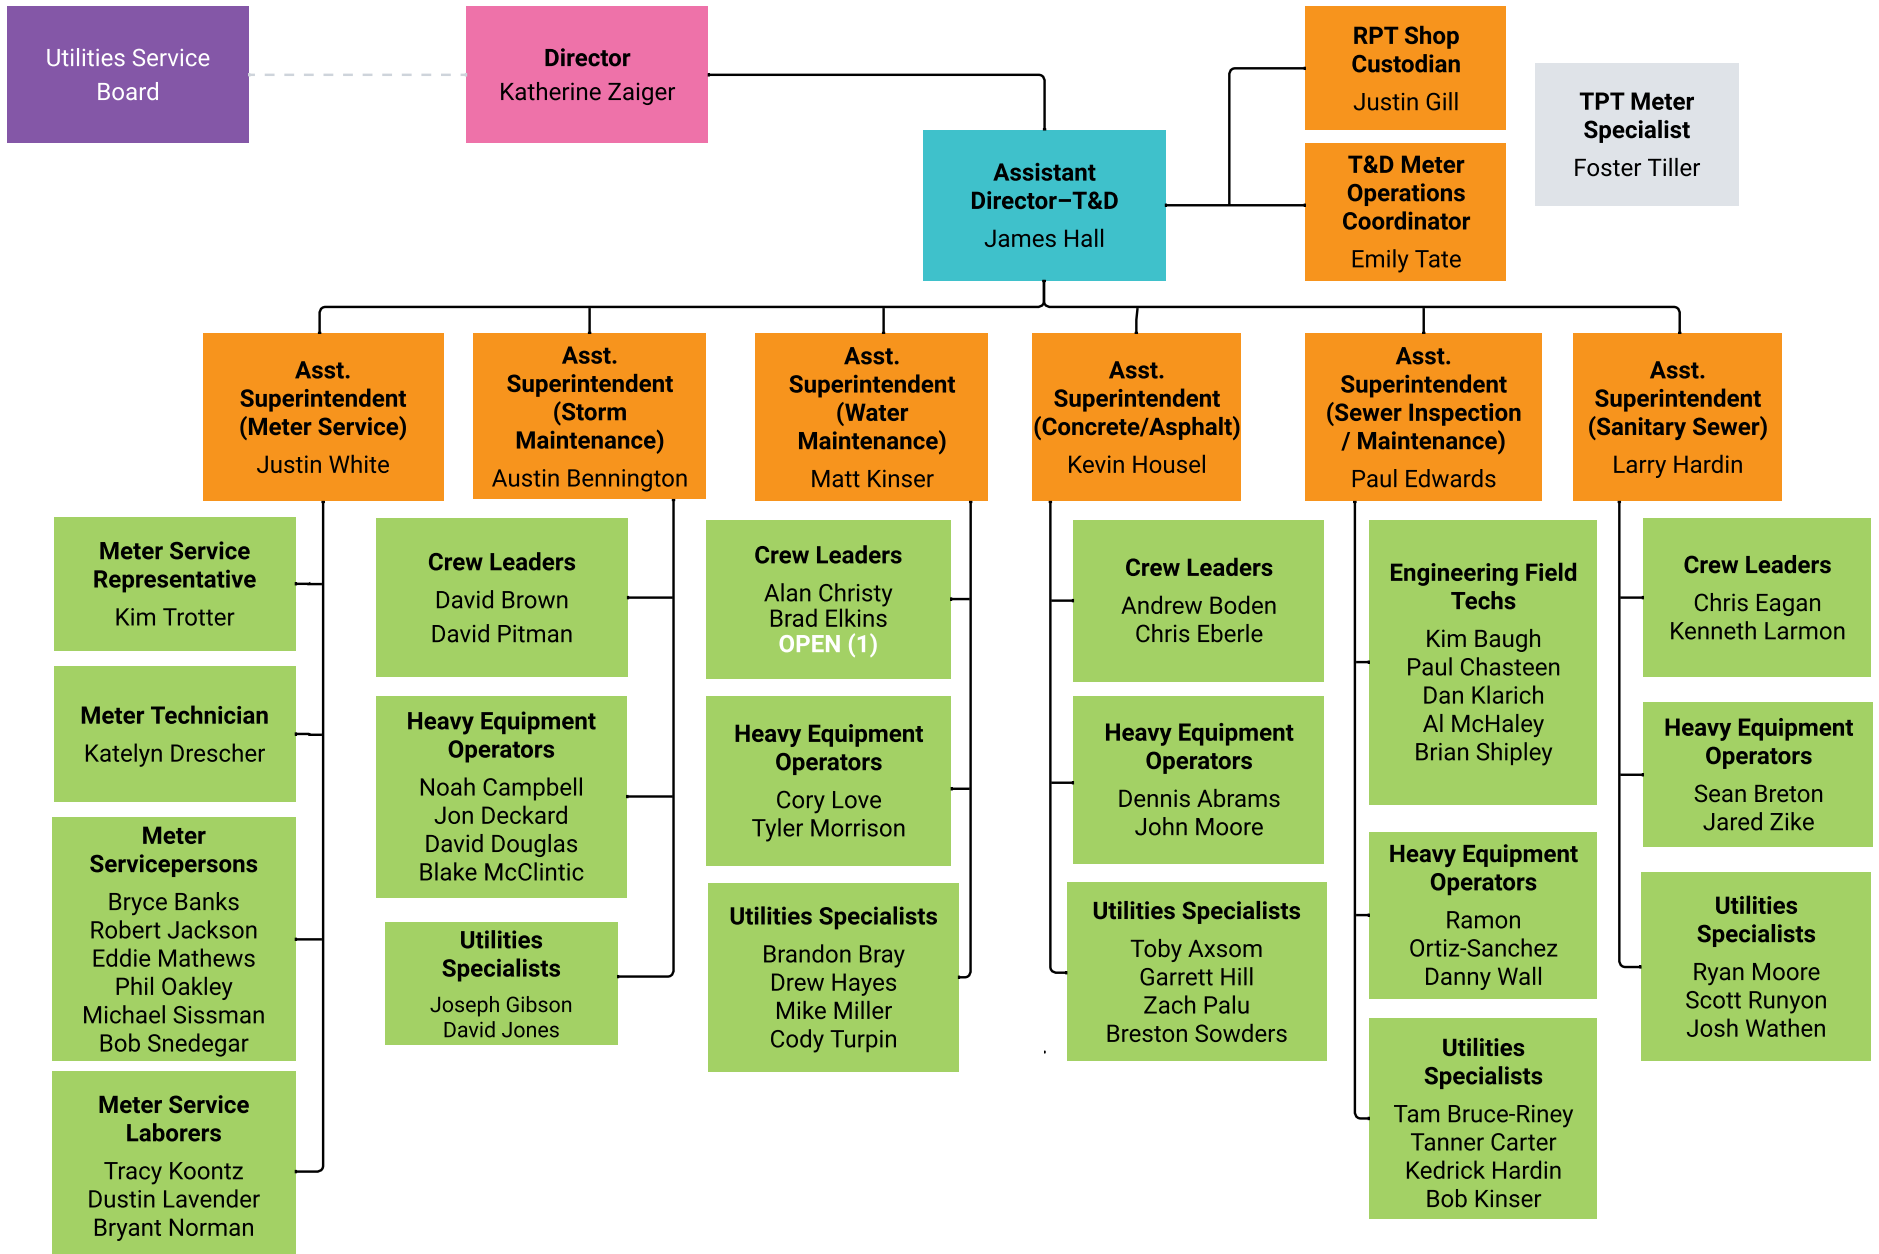 Utilities Service
Board
Director
Katherine Zaiger
RPT Shop
Custodian
Justin Gill
TPT Meter
Specialist
Foster Tiller
Assistant
Director–T&D
James Hall
T&D Meter
Operations
Coordinator
Emily Tate
Asst.
Superintendent
(Meter Service)
Justin White
Asst.
Superintendent
(Storm
Maintenance)
Austin Bennington
Asst.
Superintendent
(Water
Maintenance)
Matt Kinser
Asst.
Superintendent
(Concrete/Asphalt)
Kevin Housel
Asst.
Superintendent
(Sewer Inspection
/ Maintenance)
Paul Edwards
Asst.
Superintendent
(Sanitary Sewer)
Larry Hardin
Meter Service
Representative
Kim Trotter
Meter Technician
Katelyn Drescher
Meter
Servicepersons
Bryce Banks
Robert Jackson
Eddie Mathews
Phil Oakley
Michael Sissman
Bob Snedegar
Meter Service
Laborers
Tracy Koontz
Dustin Lavender
Bryant Norman
Crew Leaders
David Brown
David Pitman
Heavy Equipment
Operators
Noah Campbell
Jon Deckard
David Douglas
Blake McClintic
Utilities
Specialists
Joseph Gibson
David Jones
Crew Leaders
Alan Christy
Brad Elkins
OPEN (1)
Heavy Equipment
Operators
Cory Love
Tyler Morrison
Utilities Specialists
Brandon Bray
Drew Hayes
Mike Miller
Cody Turpin
Crew Leaders
Andrew Boden
Chris Eberle
Heavy Equipment
Operators
Dennis Abrams
John Moore
Utilities Specialists
Toby Axsom
Garrett Hill
Zach Palu
Breston Sowders
Engineering Field
Techs
Kim Baugh
Paul Chasteen
Dan Klarich
Al McHaley
Brian Shipley
Heavy Equipment
Operators
Ramon
Ortiz-Sanchez
Danny Wall
Utilities
Specialists
Tam Bruce-Riney
Tanner Carter
Kedrick Hardin
Bob Kinser
Crew Leaders
Chris Eagan
Kenneth Larmon
Heavy Equipment
Operators
Sean Breton
Jared Zike
Utilities
Specialists
Ryan Moore
Scott Runyon
Josh Wathen